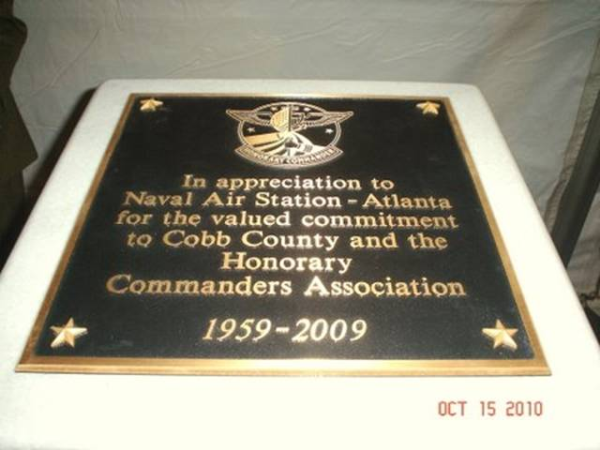 HONORARY COMMANDER
In appreciation to
Naval Air Station - Atlanta
for the valued commitment
to Cobb County and the
Honorary
Commanders Association
1959-2009
OCT 15 2010